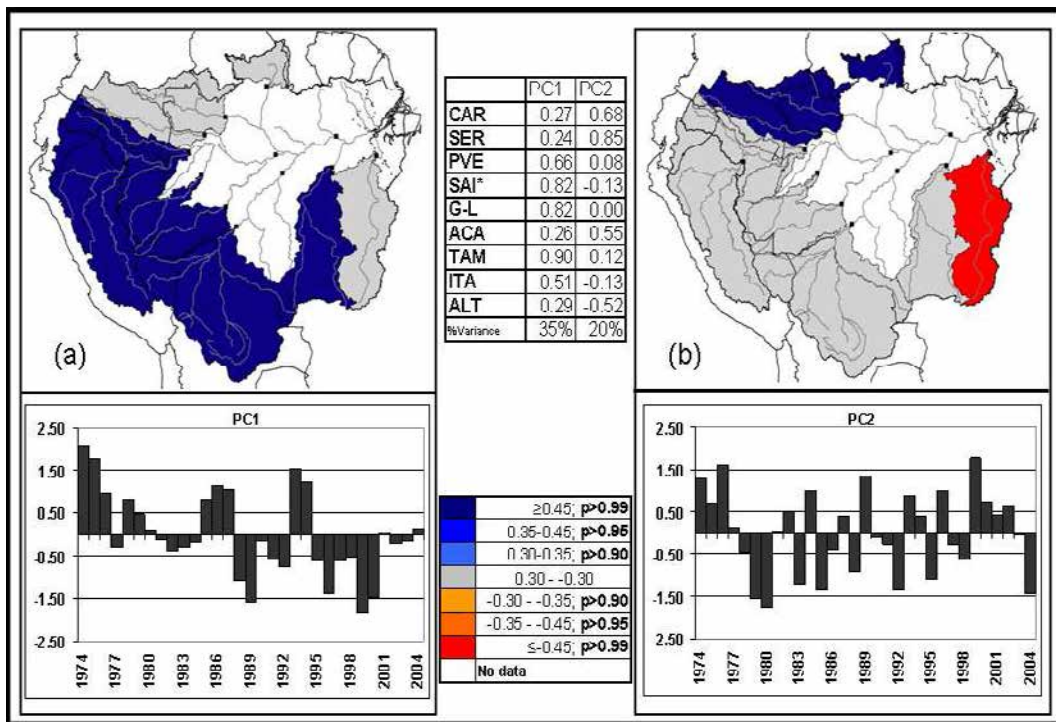 (a)
PC1 PC2
CAR 0.27 0.68
SER 0.24 0.85
PVE 0.66 0.08
SAI* 0.82 -0.13
G-L 0.82 0.00
ACA 0.26 0.55
TAM 0.90 0.12
ITA 0.51 -0.13
ALT 0.29 -0.52
%Variance 35% 20%
(b)
PC1
2.50
1.50
0.50
-0.50
-1.50
-2.50
1974 1977 1980 1983 1986 1989 1992 1995 1998 2001 2004
≥0.45; p>0.99
0.35-0.45; p>0.95
0.30-0.35; p>0.90
0.30 - -0.30
-0.30 - -0.35; p>0.90
-0.35 - -0.45; p>0.95
≤-0.45; p>0.99
No data
PC2
2.50
1.50
0.50
-0.50
-1.50
2.50
1974 1977 1980 1983 1986 1989 1992 1995 1998 2001 2004